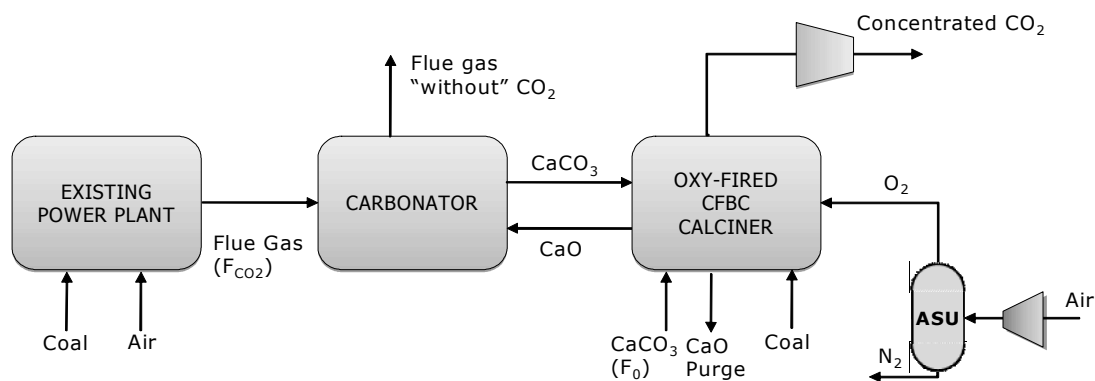 Concentrated CO₂
Flue gas
“without” CO₂
EXISTING
POWER PLANT
CARBONATOR
CaCO₃
CaO
OXY-FIRED
CFBC
CALCINER
O₂
Flue Gas
(F_CO2)
Coal
Air
CaCO₃
(F₀)
CaO
Purge
Coal
ASU
Air
N₂